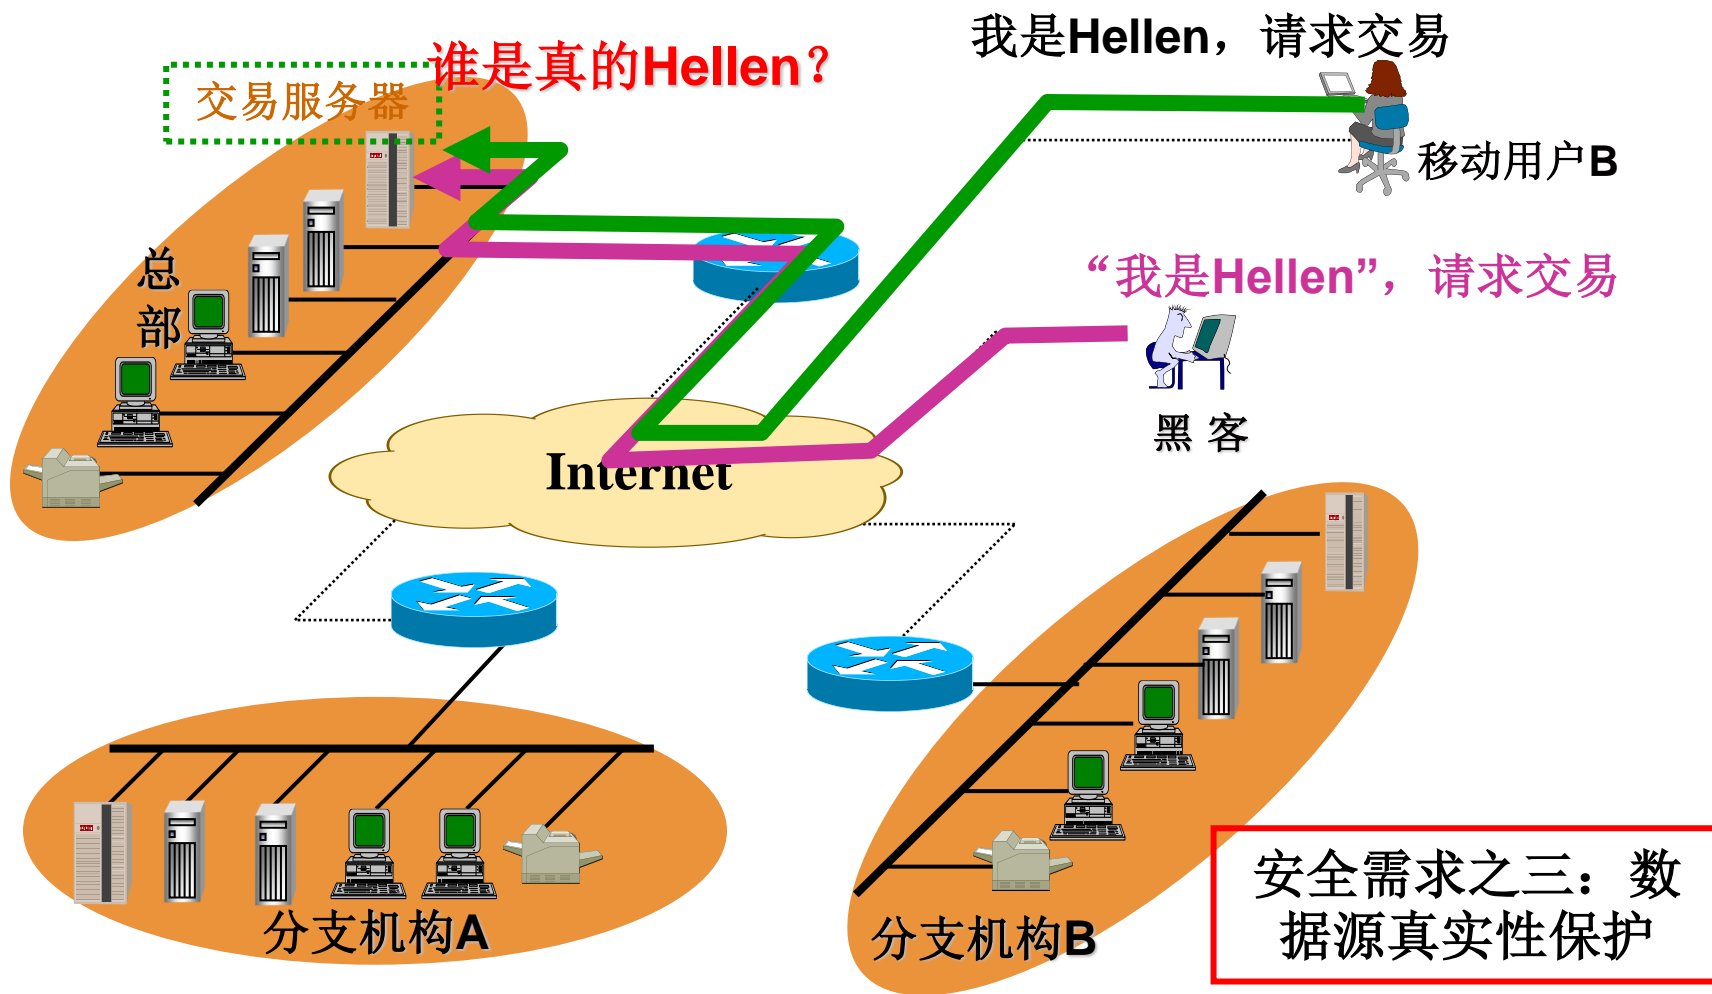 我是Hellen，请求交易
谁是真的Hellen？
交易服务器
移动用户B
总
部
“我是Hellen”，请求交易
黑 客
Internet
分支机构A
分支机构B
安全需求之三：数
据源真实性保护